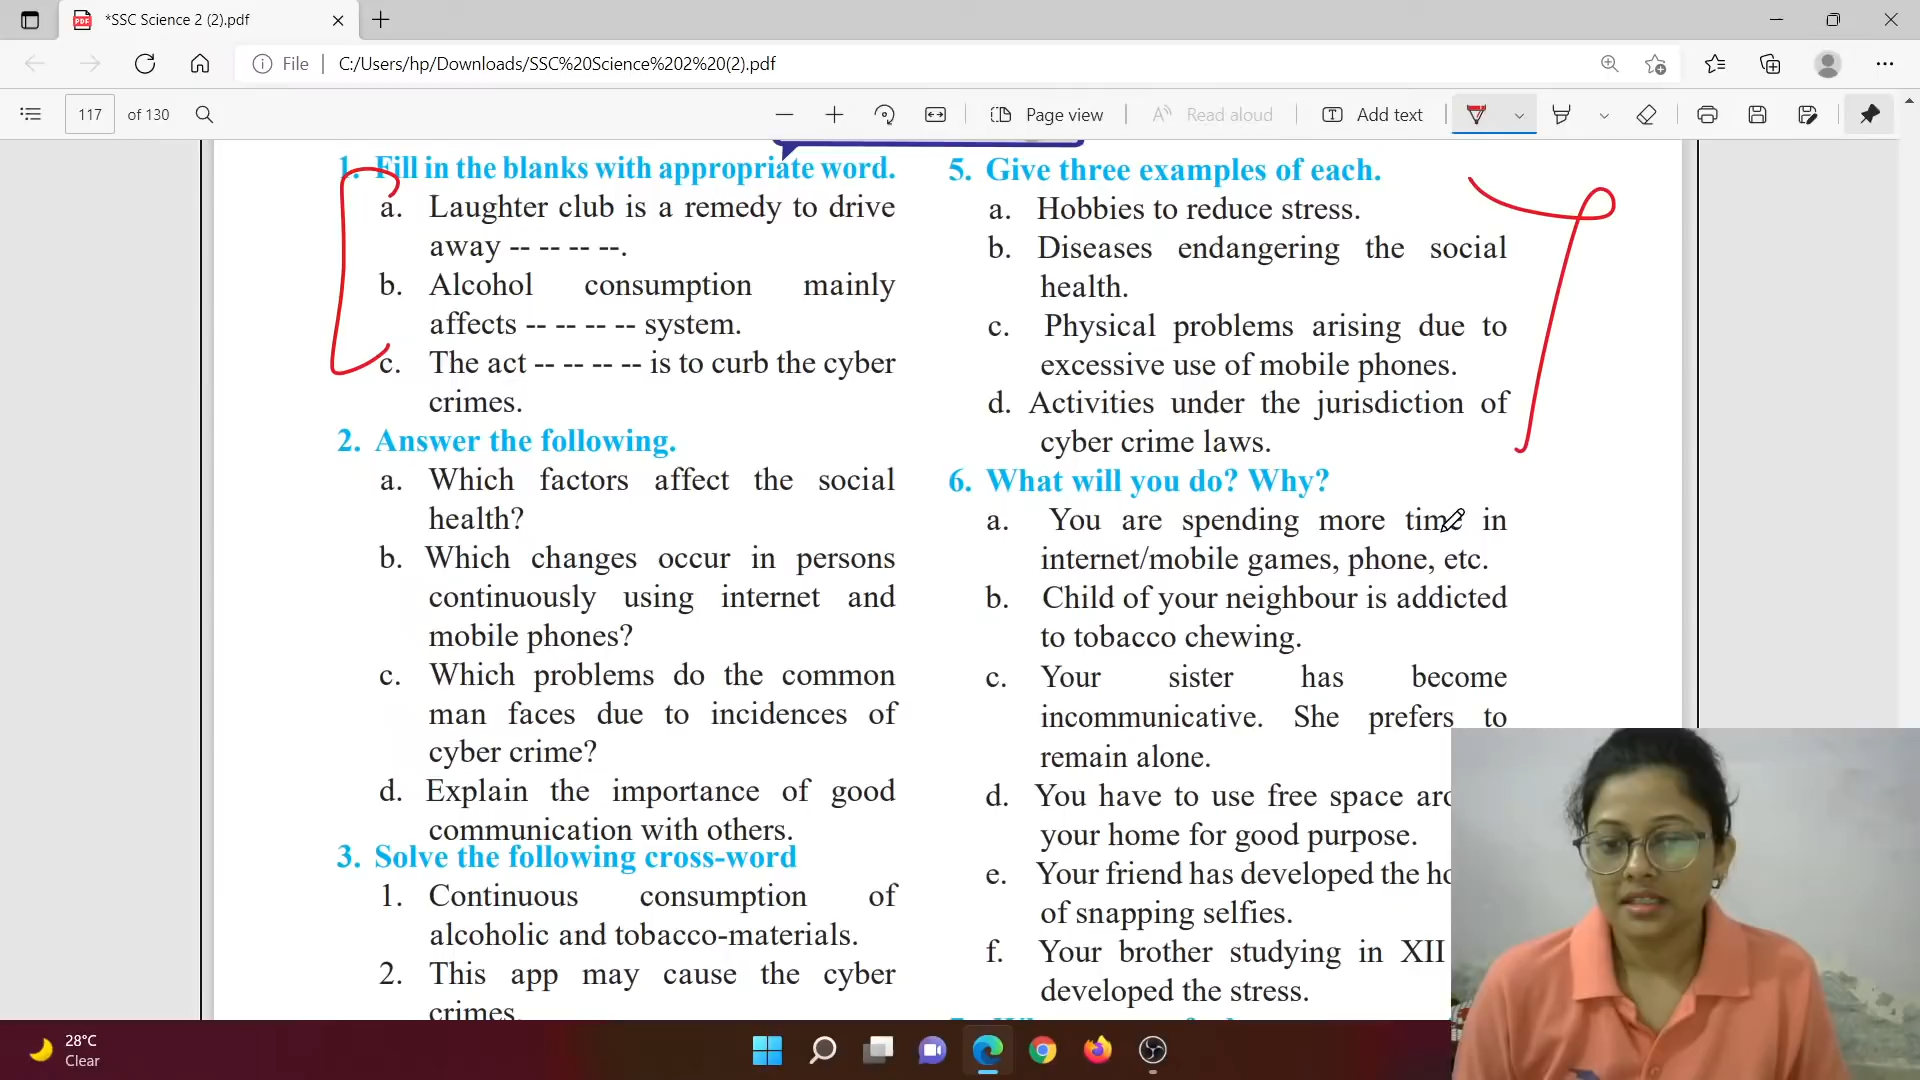 *SSC Science 2 (2).pdf
File
C:/Users/hp/Downloads/SSC%20Science%202%20(2).pdf
117 of 130
Page view
Read aloud
Add text
1. Fill in the blanks with appropriate word.
a. Laughter club is a remedy to drive
away -- -- -- --.
b. Alcohol consumption mainly
affects -- -- -- -- system.
c. The act -- -- -- -- is to curb the cyber
crimes.
2. Answer the following.
a. Which factors affect the social
health?
b. Which changes occur in persons
continuously using internet and
mobile phones?
c. Which problems do the common
man faces due to incidences of
cyber crime?
d. Explain the importance of good
communication with others.
3. Solve the following cross-word
1. Continuous consumption of
alcoholic and tobacco-materials.
2. This app may cause the cyber
crimes.
5. Give three examples of each.
a. Hobbies to reduce stress.
b. Diseases endangering the social
health.
c. Physical problems arising due to
excessive use of mobile phones.
d. Activities under the jurisdiction of
cyber crime laws.
6. What will you do? Why?
a. You are spending more time in
internet/mobile games, phone, etc.
b. Child of your neighbour is addicted
to tobacco chewing.
c. Your sister has become
incommunicative. She prefers to
remain alone.
d. You have to use free space
your home for good purpose.
e. Your friend has developed the
of snapping selfies.
f. Your brother studying in XII
developed the stress.
28°C
Clear